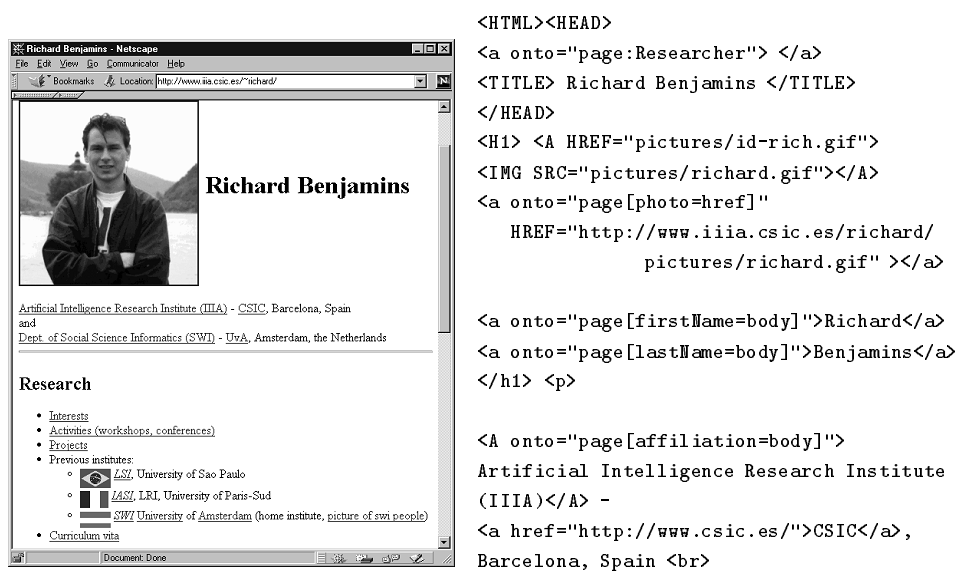 Richard Benjamins - Netscape
File Edit View Go Communicator Help
Bookmarks Location: http://www.iiia.csic.es/~richard/
Richard Benjamins
Artificial Intelligence Research Institute (IIIA) - CSIC, Barcelona, Spain
and
Dept. of Social Science Informatics (SWI) - UvA, Amsterdam, the Netherlands
Research
Interests
Activities (workshops, conferences)
Projects
Previous institutes:
LSI, University of Sao Paulo
IASI, LRI, University of Paris-Sud
SWI University of Amsterdam (home institute, picture of swi people)
Curriculum vita
Document: Done
<HTML><HEAD>
<a onto="page:Researcher"> </a>
<TITLE> Richard Benjamins </TITLE>
</HEAD>
<H1> <A HREF="pictures/id-rich.gif">
<IMG SRC="pictures/richard.gif"></A>
<a onto="page[photo=href]"
HREF="http://www.iiia.csic.es/richard/
pictures/richard.gif" ></a>
<a onto="page[firstName=body]">Richard</a>
<a onto="page[lastName=body]">Benjamins</a>
</h1> <p>
<A onto="page[affiliation=body]">
Artificial Intelligence Research Institute
(IIIA)</A> -
<a href="http://www.csic.es/">CSIC</a>,
Barcelona, Spain <br>